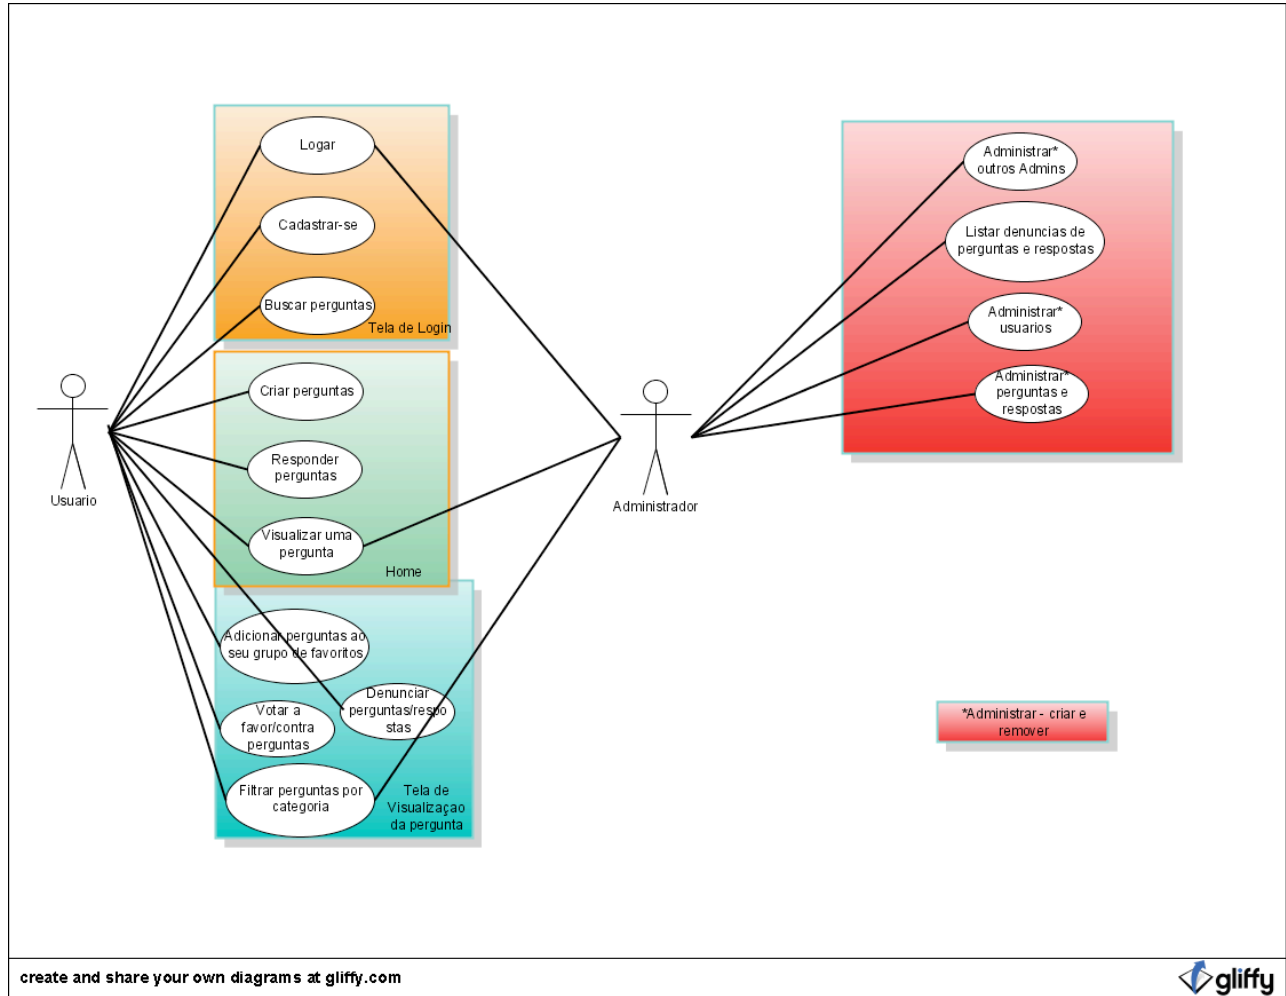 Logar
Cadastrar-se
Buscar perguntas
Tela de Login
Criar perguntas
Responder
perguntas
Visualizar uma
pergunta
Home
Adicionar perguntas ao
seu grupo de favoritos
Denunciar
perguntas/respo
stas
Votar a
favor/contra
perguntas
Filtrar perguntas por
categoria
Tela de
Visualizaçao
da pergunta
Usuario
Administrador
Administrar*
outros Admins
Listar denuncias de
perguntas e respostas
Administrar*
usuarios
Administrar*
perguntas e
respostas
*Administrar - criar e
remover
create and share your own diagrams at gliffy.com
gliffy